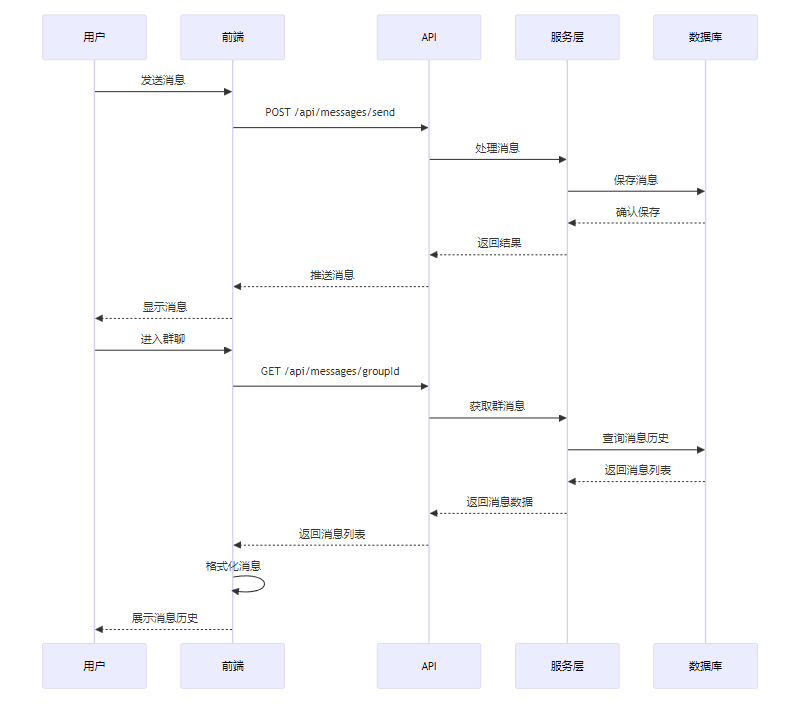 用户 前端 API 服务层 数据库
发送消息
POST /api/messages/send
处理消息
保存消息
确认保存
返回结果
推送消息
显示消息
进入群聊
GET /api/messages/groupId
获取群消息
查询消息历史
返回消息列表
返回消息数据
返回消息列表
格式化消息
展示消息历史
用户 前端 API 服务层 数据库